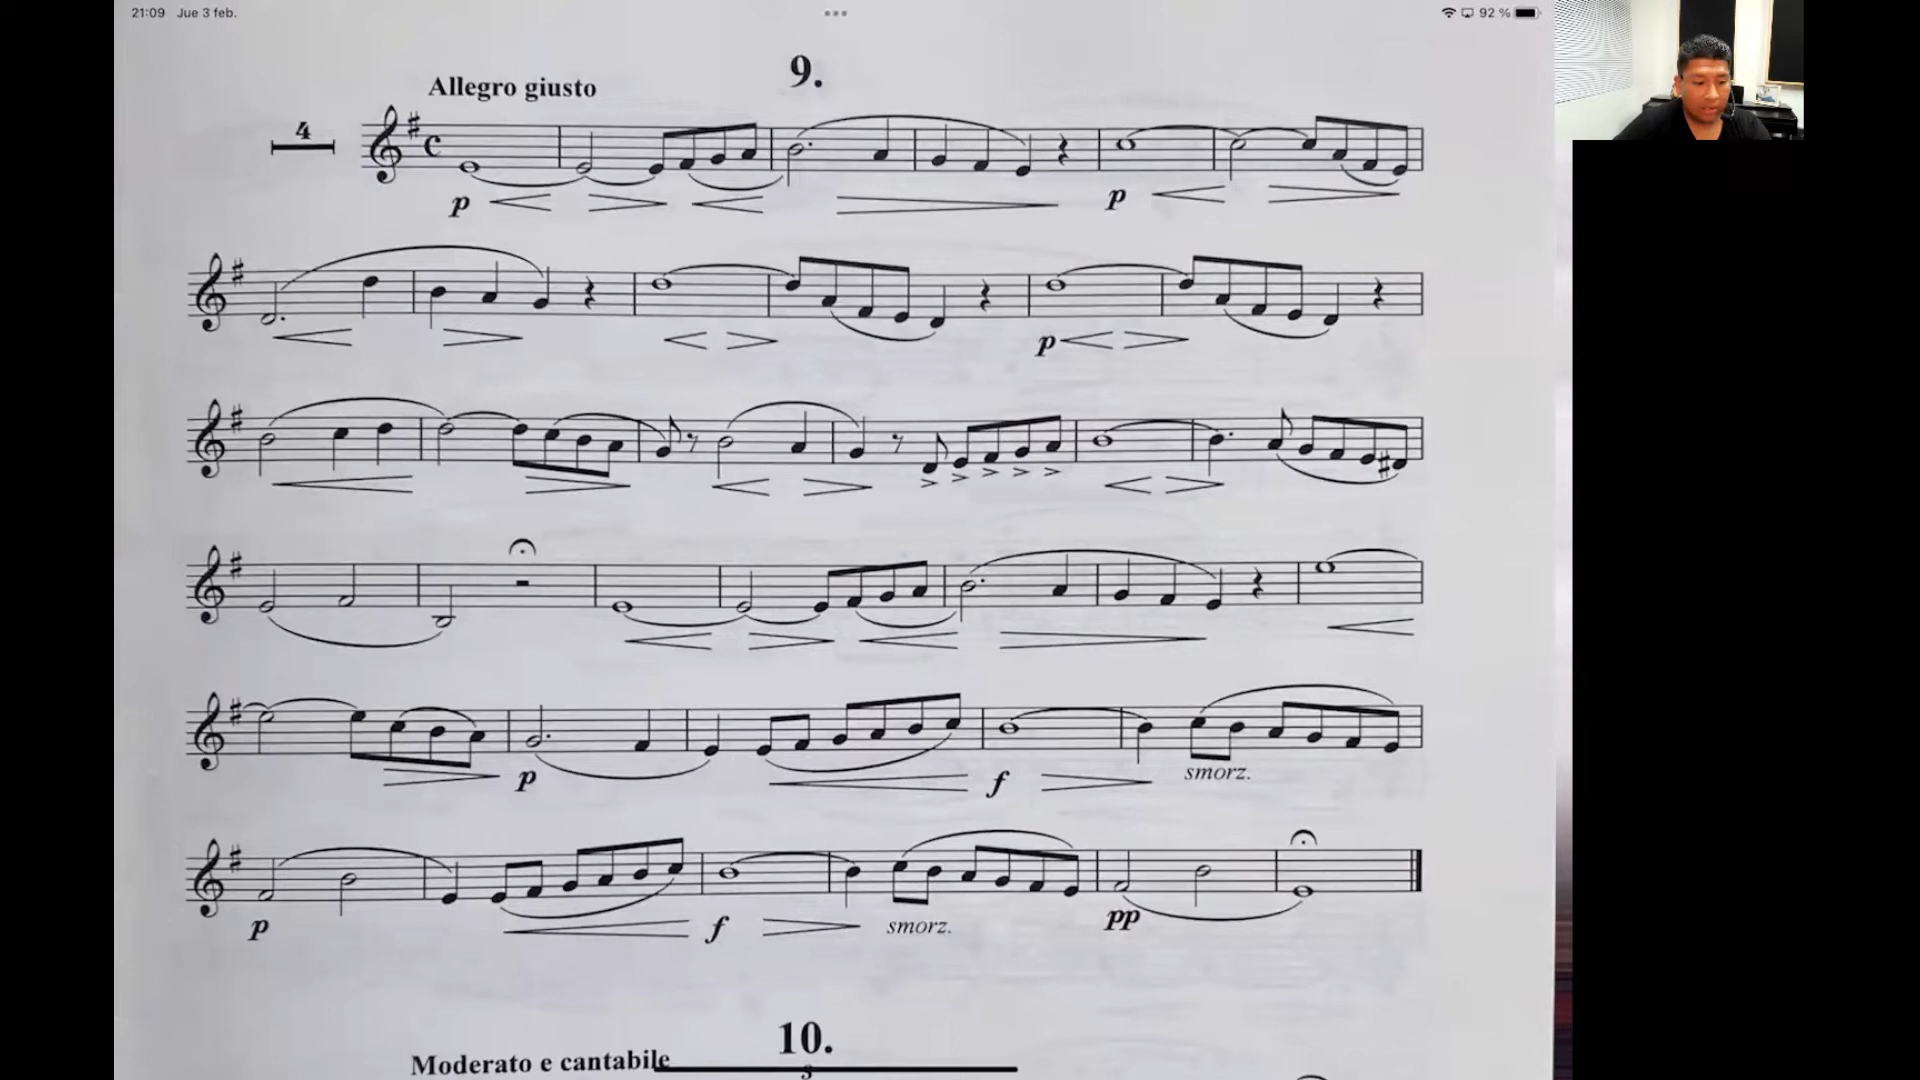 21:09 Jue 3 feb.
92 %
9.
Allegro giusto
4
p
p
p
p
f
smorz.
p
f
smorz.
pp
10.
Moderato e cantabile
3